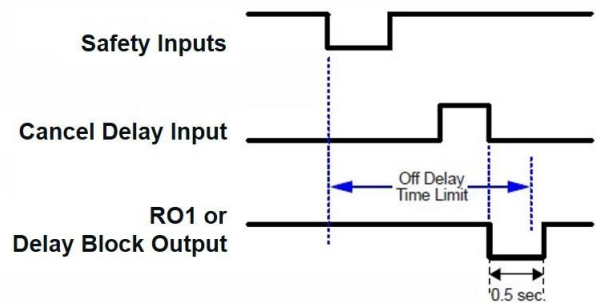 Safety Inputs
Cancel Delay Input
Off Delay
Time Limit
RO1 or
Delay Block Output
0.5 sec